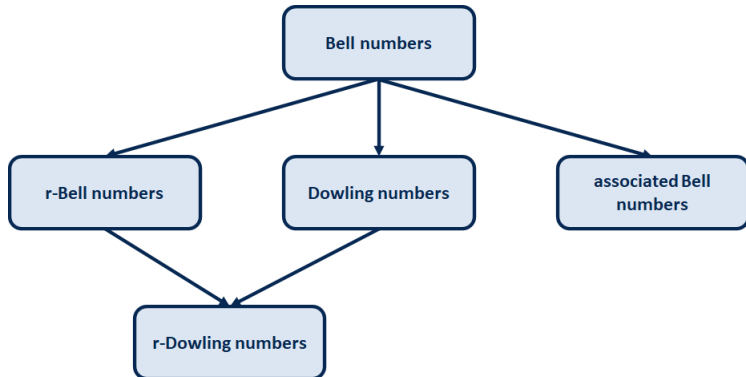 Bell numbers
r-Bell numbers
Dowling numbers
associated Bell
numbers
r-Dowling numbers